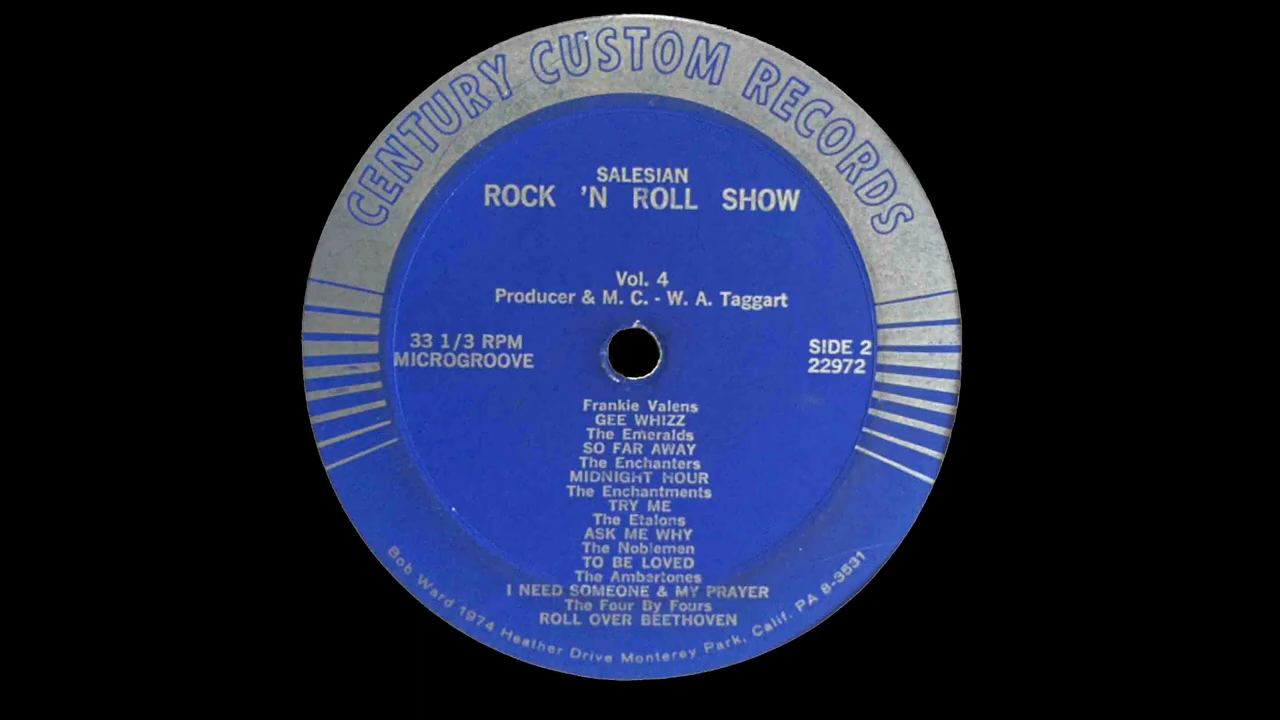 CENTURY CUSTOM RECORDS
SALESIAN
ROCK 'N ROLL SHOW
Vol. 4
Producer & M. C. - W. A. Taggart
33 1/3 RPM
MICROGROOVE
SIDE 2
22972
Frankie Valens
GEE WHIZZ
The Emeralds
SO FAR AWAY
The Enchanters
MIDNIGHT HOUR
The Enchantments
TRY ME
The Etalons
ASK ME WHY
The Noblemen
TO BE LOVED
The Ambertones
I NEED SOMEONE & MY PRAYER
The Four By Fours
ROLL OVER BEETHOVEN
Bob Ward 1974 Heather Drive Monterey Park, Calif. PA 8-3531